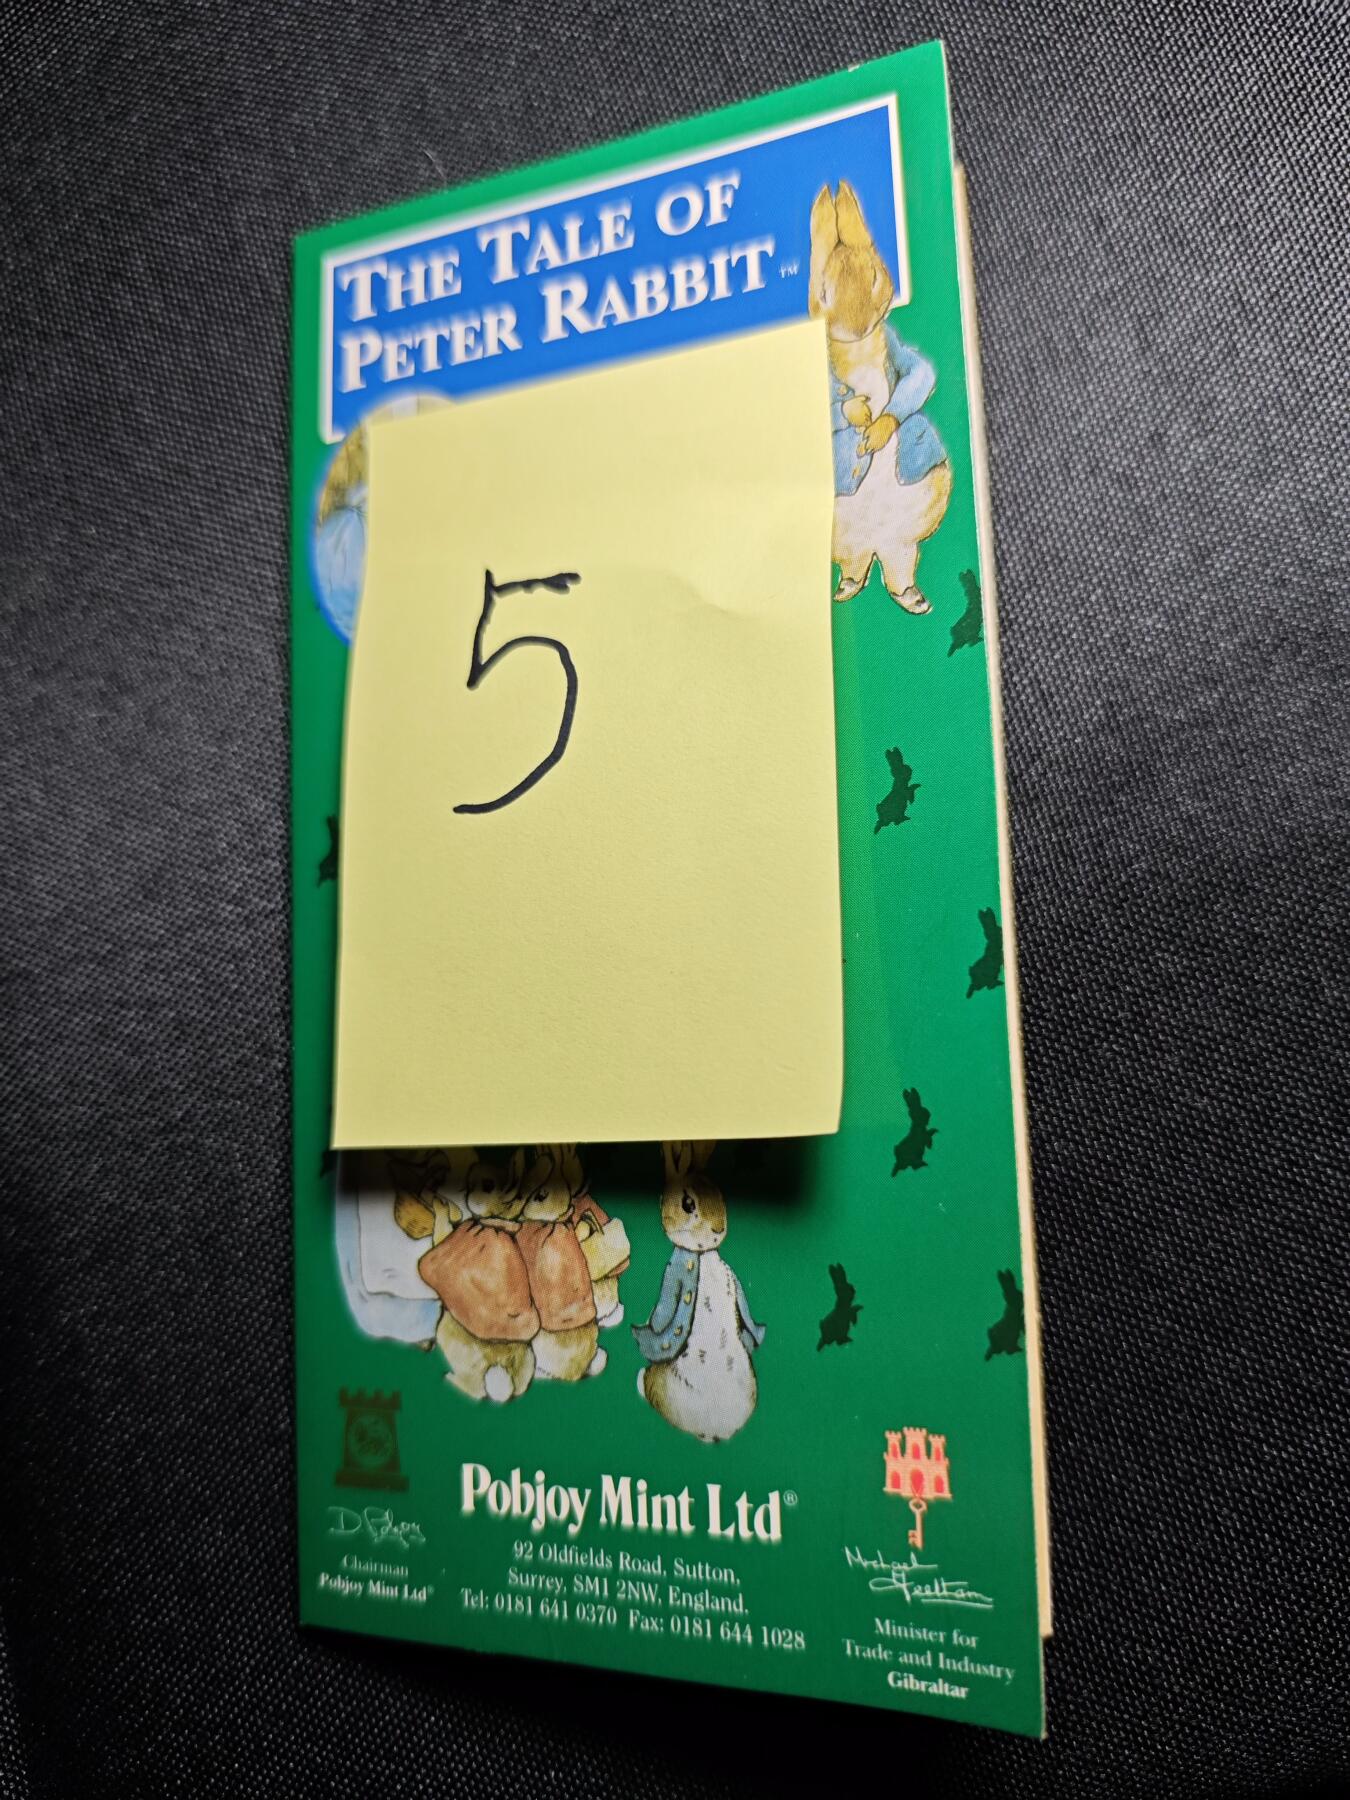 THE TALE OF
PETER RABBIT™
5
Pobjoy Mint Ltd®
92 Oldfields Road, Sutton,
Surrey, SM1 2NW, England.
Tel: 0181 641 0370 Fax: 0181 644 1028
Chairman
Pobjoy Mint Ltd®
Michael
Minister for
Trade and Industry
Gibraltar